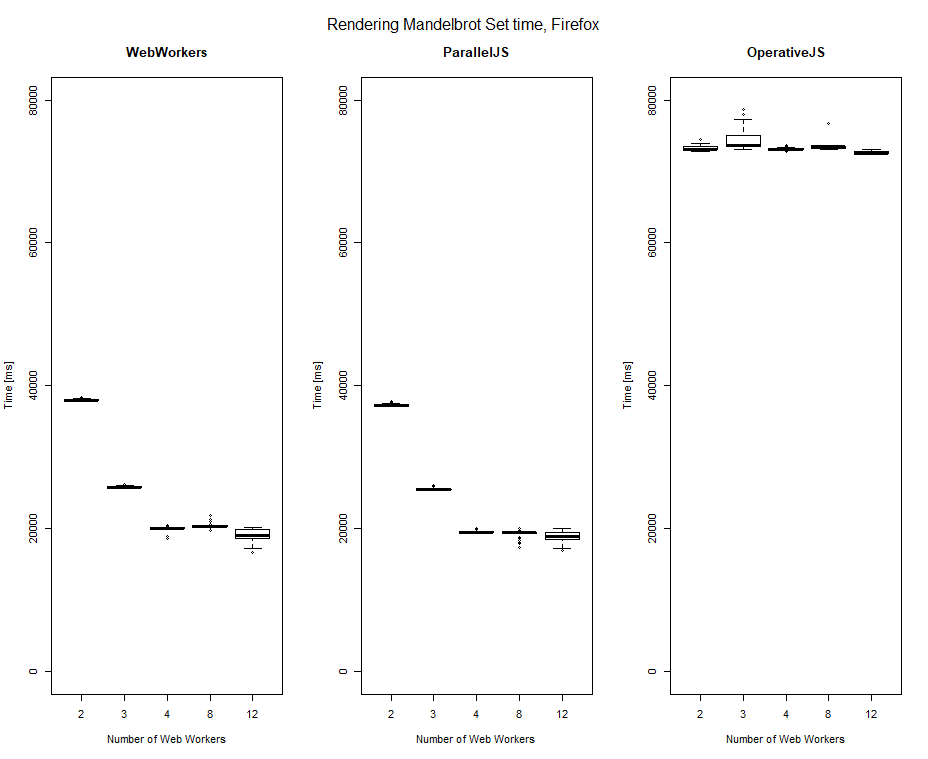 Rendering Mandelbrot Set time, Firefox
WebWorkers
Time [ms]
80000
60000
40000
20000
0
2 3 4 8 12
Number of Web Workers
ParallelJS
Time [ms]
80000
60000
40000
20000
0
2 3 4 8 12
Number of Web Workers
OperativeJS
Time [ms]
80000
60000
40000
20000
0
2 3 4 8 12
Number of Web Workers